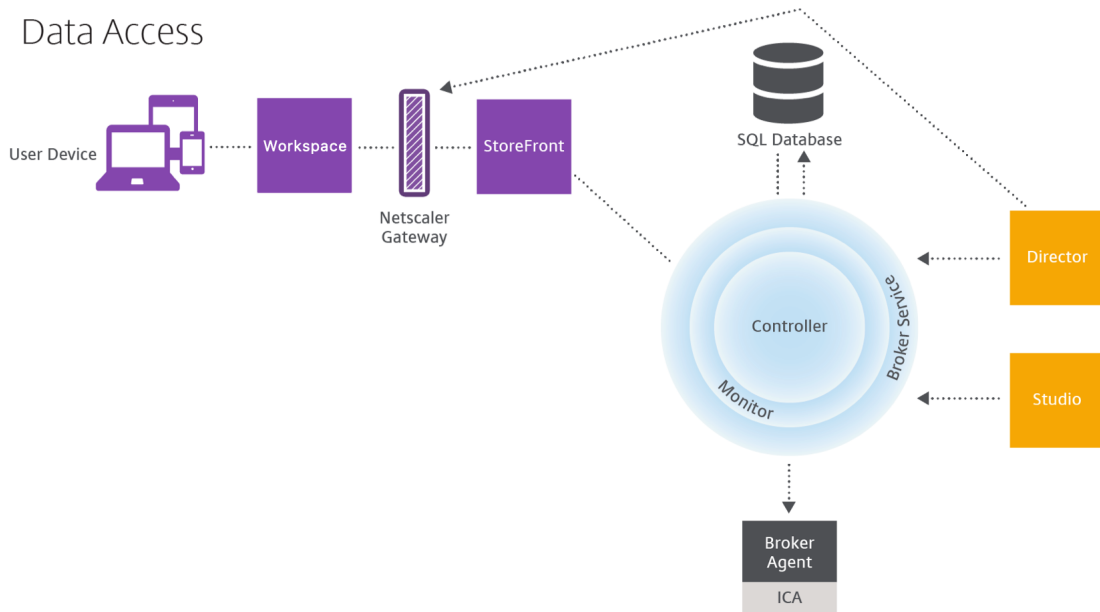 Data Access
User Device
Workspace
Netscaler
Gateway
StoreFront
SQL Database
Controller
Monitor
Broker Service
Director
Studio
Broker
Agent
ICA